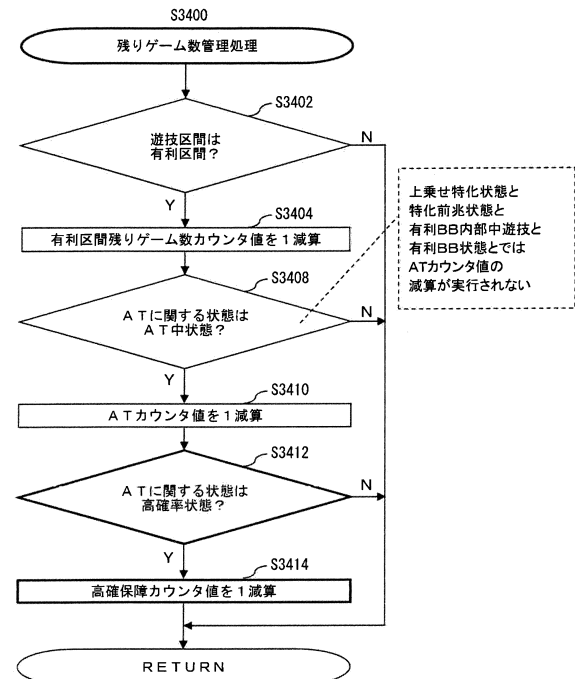 S3400
残りゲーム数管理処理
S3402
遊技区間は
有利区間？
N
Y
S3404
有利区間残りゲーム数カウンタ値を１減算
S3408
ＡＴに関する状態は
ＡＴ中状態？
N
上乗せ特化状態と
特化前兆状態と
有利ＢＢ内部中遊技と
有利ＢＢ状態とでは
ATカウンタ値の
減算が実行されない
Y
S3410
ＡＴカウンタ値を１減算
S3412
ＡＴに関する状態は
高確率状態？
N
Y
S3414
高確保障カウンタ値を１減算
ＲＥＴＵＲＮ